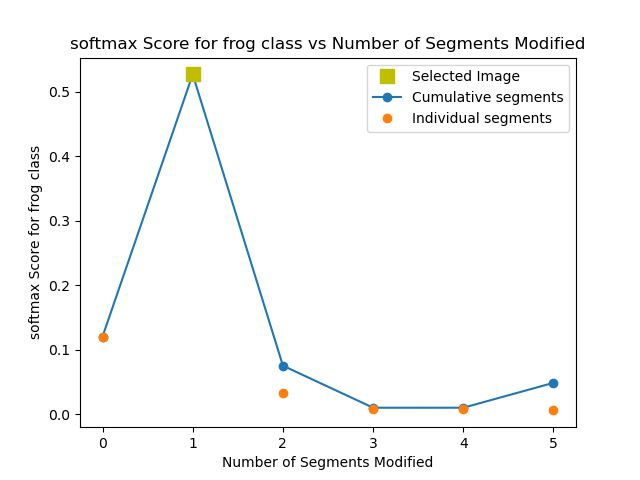 softmax Score for frog class vs Number of Segments Modified
Selected Image
Cumulative segments
Individual segments
softmax Score for frog class
0.5
0.4
0.3
0.2
0.1
0.0
0 1 2 3 4 5
Number of Segments Modified